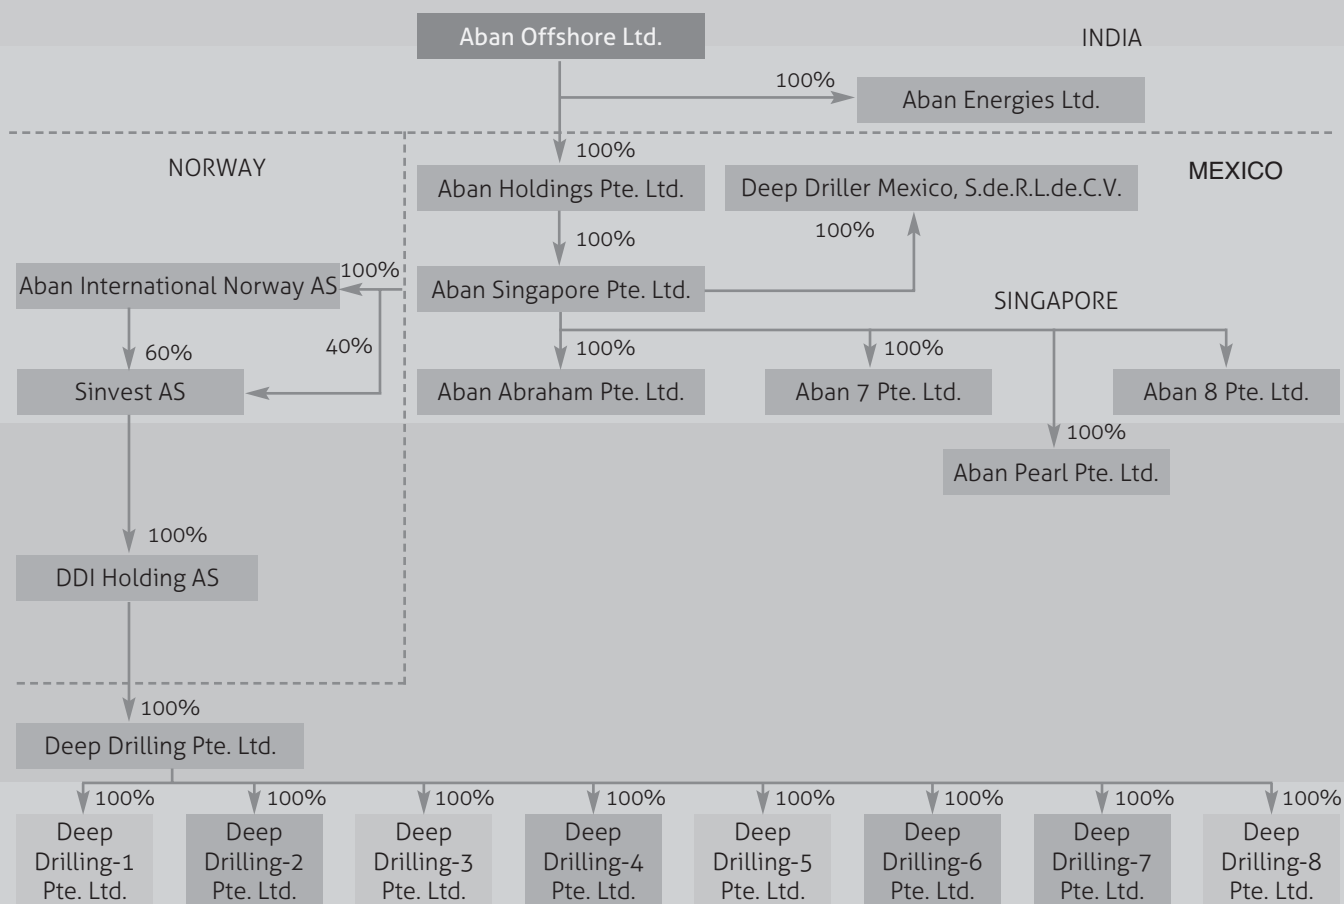 Aban Offshore Ltd.
INDIA
100%
Aban Energies Ltd.
100%
NORWAY
MEXICO
Aban Holdings Pte. Ltd.
Deep Driller Mexico, S.de.R.L.de.C.V.
100%
100%
100%
Aban International Norway AS
Aban Singapore Pte. Ltd.
SINGAPORE
60%
40%
100%
100%
Sinvest AS
Aban Abraham Pte. Ltd.
Aban 7 Pte. Ltd.
Aban 8 Pte. Ltd.
100%
Aban Pearl Pte. Ltd.
100%
DDI Holding AS
100%
Deep Drilling Pte. Ltd.
100%
100%
100%
100%
100%
100%
100%
100%
Deep
Drilling-1
Pte. Ltd.
Deep
Drilling-2
Pte. Ltd.
Deep
Drilling-3
Pte. Ltd.
Deep
Drilling-4
Pte. Ltd.
Deep
Drilling-5
Pte. Ltd.
Deep
Drilling-6
Pte. Ltd.
Deep
Drilling-7
Pte. Ltd.
Deep
Drilling-8
Pte. Ltd.